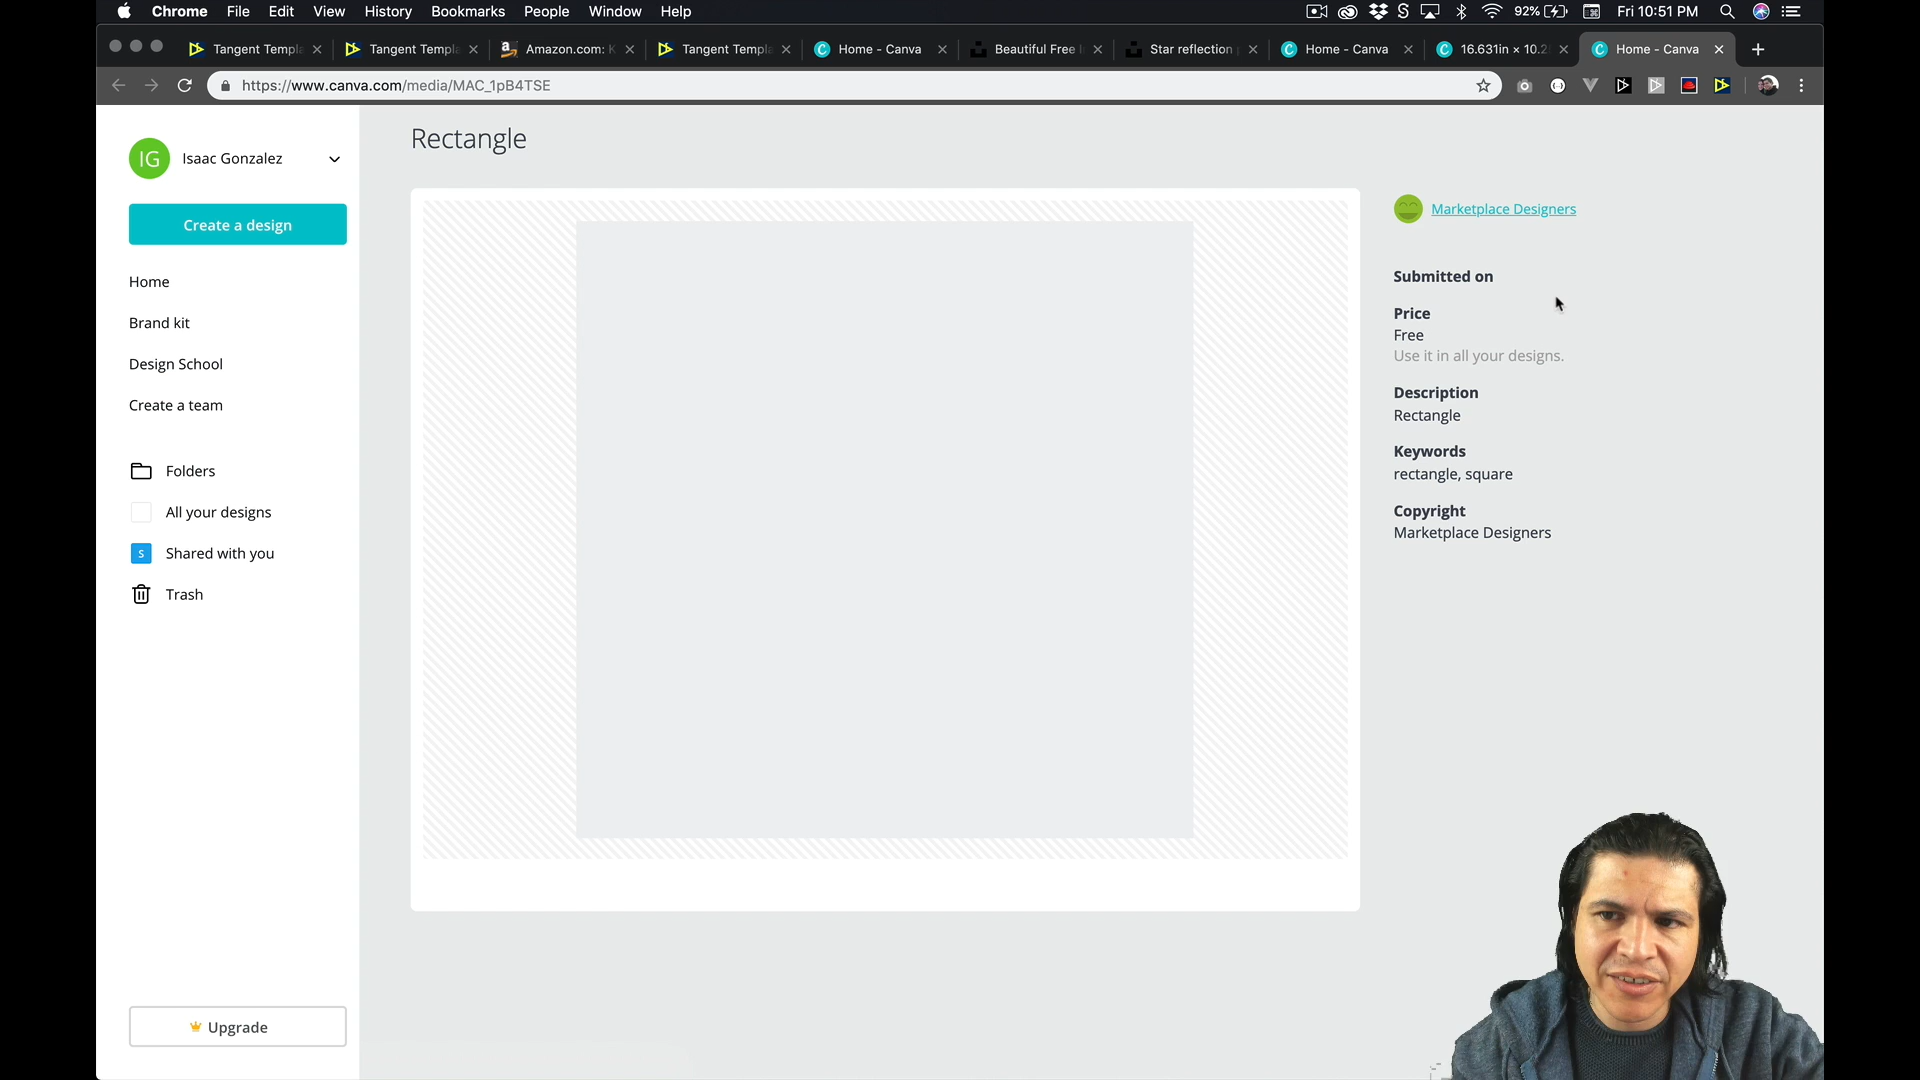 Chrome File Edit View History Bookmarks People Window Help
92% Fri 10:51 PM
Tangent Templa
Tangent Templa
a Amazon.com: K
Tangent Templa
C Home - Canva
Beautiful Free I
Star reflection
C Home - Canva
C 16.631in × 10.2
C Home - Canva
https://www.canva.com/media/MAC_1pB4TSE
IG Isaac Gonzalez
Create a design
Home
Brand kit
Design School
Create a team
Folders
All your designs
S Shared with you
Trash
Upgrade
Rectangle
Marketplace Designers
Submitted on
Price
Free
Use it in all your designs.
Description
Rectangle
Keywords
rectangle, square
Copyright
Marketplace Designers